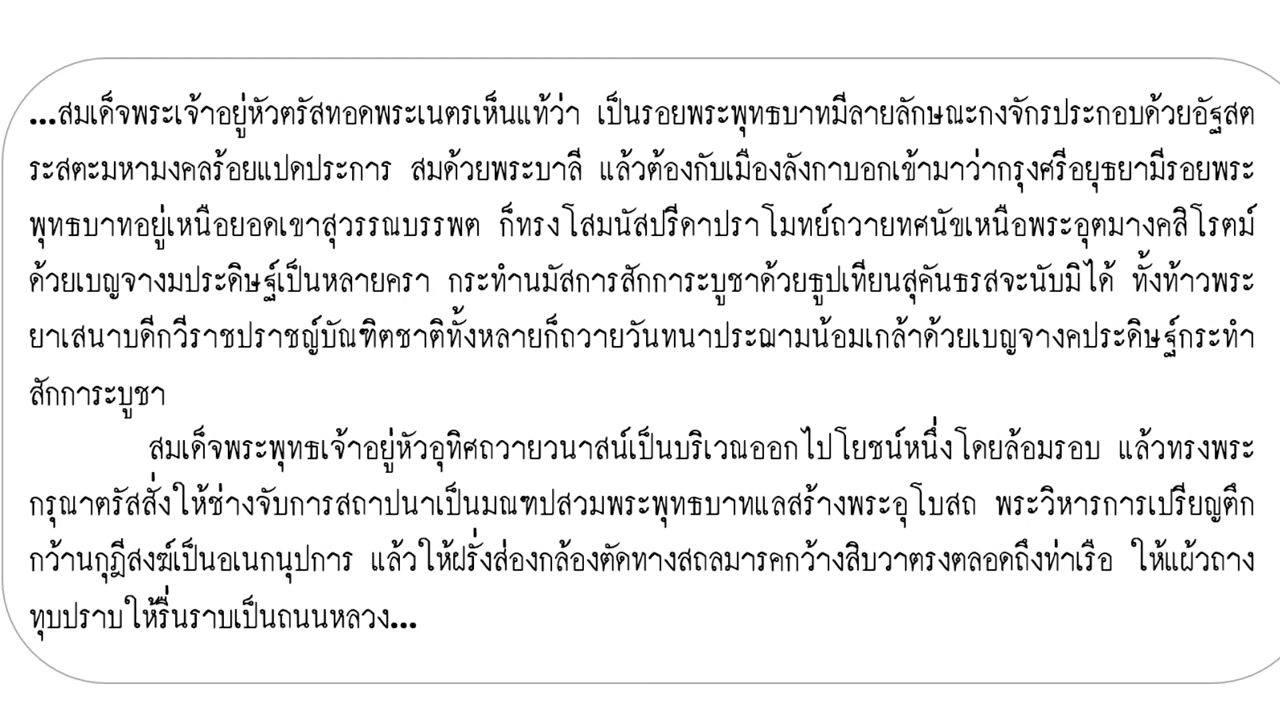 ...สมเด็จพระเจ้าอยู่หัวตรัสทอดพระเนตรเห็นแท้ว่า เป็นรอยพระพุทธบาทมีลายลักษณะกงจักรประกอบด้วยอัฐสต
ระสตะมหามงคลร้อยแปดประการ สมด้วยพระบาลี แล้วต้องกับเมืองลังกาบอกเข้ามาว่ากรุงศรีอยุธยามีรอยพระ
พุทธบาทอยู่เหนือยอดเขาสุวรรณบรรพต ก็ทรงโสมนัสปรีดาปราโมทย์ถวายทศนัขเหนือพระอุตมางคสิโรตม์
ด้วยเบญจางมประดิษฐ์เป็นหลายครา กระทำนมัสการสักการะบูชาด้วยธูปเทียนสุคันธรสจะนับมิได้ ทั้งท้าวพระ
ยาเสนาบดีกวีราชปราชญ์บัณฑิตชาติทั้งหลายก็ถวายวันทนาประฌามน้อมเกล้าด้วยเบญจางคประดิษฐ์กระทำ
สักการะบูชา
สมเด็จพระพุทธเจ้าอยู่หัวอุทิศถวายวนาสน์เป็นบริเวณออกไปโยชน์หนึ่งโดยล้อมรอบ แล้วทรงพระ
กรุณาตรัสสั่งให้ช่างจับการสถาปนาเป็นมณฑปสวมพระพุทธบาทแลสร้างพระอุโบสถ พระวิหารการเปรียญตึก
กว้านกุฎีสงฆ์เป็นอเนกนุปการ แล้วให้ฝรั่งส่องกล้องตัดทางสถลมารคกว้างสิบวาตรงตลอดถึงท่าเรือ ให้แผ้วถาง
ทุบปราบให้รื่นราบเป็นถนนหลวง...